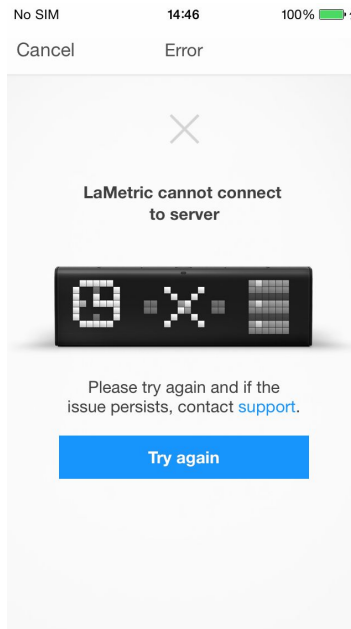 No SIM 14:46 100%
Cancel Error
LaMetric cannot connect
to server
Please try again and if the
issue persists, contact support.
Try again